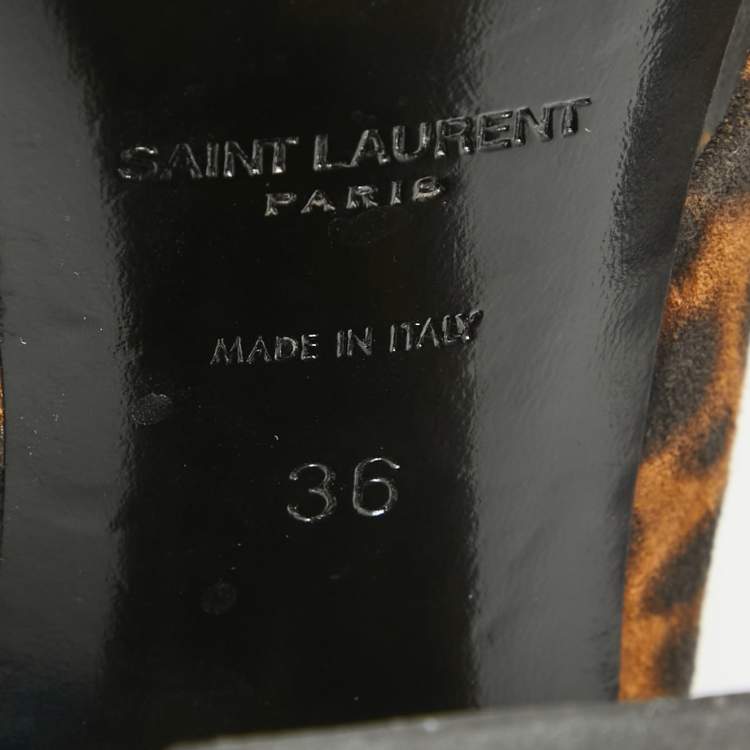 SAINT LAURENT
PARIS
MADE IN ITALY
36